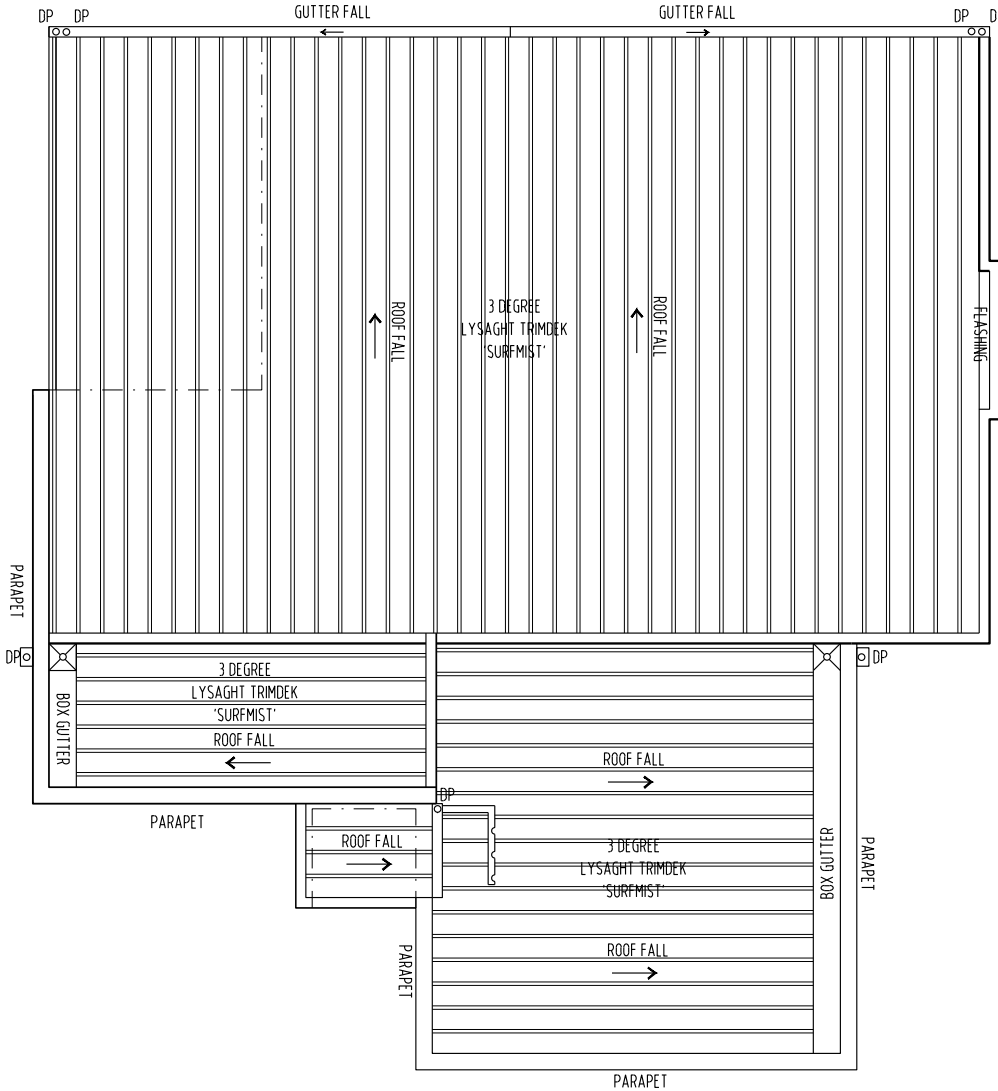 GUTTER FALL
GUTTER FALL
DP
DP
DP
D
ROOF FALL
3 DEGREE
LYSAGHT TRIMDEK
'SURFMIST'
ROOF FALL
FLASHING
PARAPET
DP
3 DEGREE
LYSAGHT TRIMDEK
'SURFMIST'
ROOF FALL
BOX GUTTER
DP
ROOF FALL
DP
PARAPET
ROOF FALL
3 DEGREE
LYSAGHT TRIMDEK
'SURFMIST'
BOX GUTTER
PARAPET
ROOF FALL
PARAPET
PARAPET